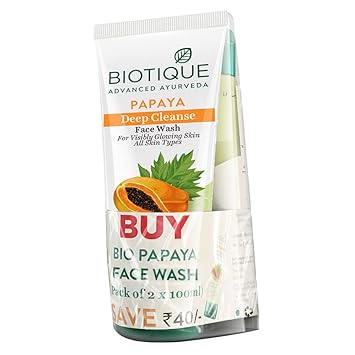 BIOTIQUE
ADVANCED AYURVEDA
PAPAYA
Deep Cleanse
Face Wash
For Visibly Glowing Skin
All Skin Types
BUY
BIO PAPAYA
FACE WASH
(Pack of 2 x 100ml)
SAVE ₹40/-